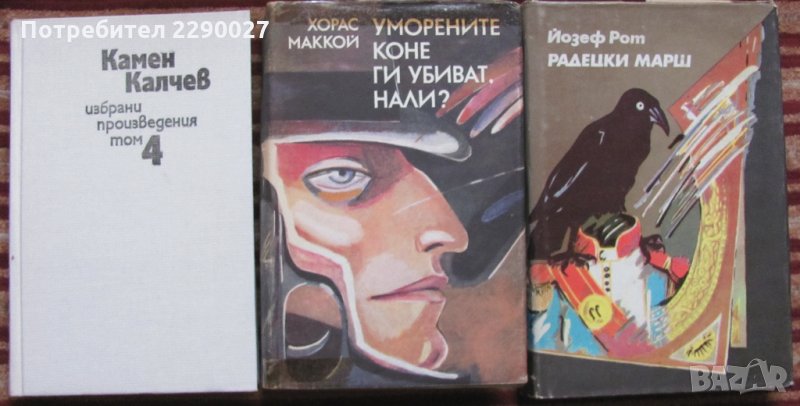 Потребител 2290027
Камен
Калчев
избрани
произведения
том 4
ХОРАС
МАККОЙ
УМОРЕНИТЕ
КОНЕ
ГИ УБИВАТ,
НАЛИ?
Йозеф Рот
РАДЕЦКИ МАРШ
BAZAR